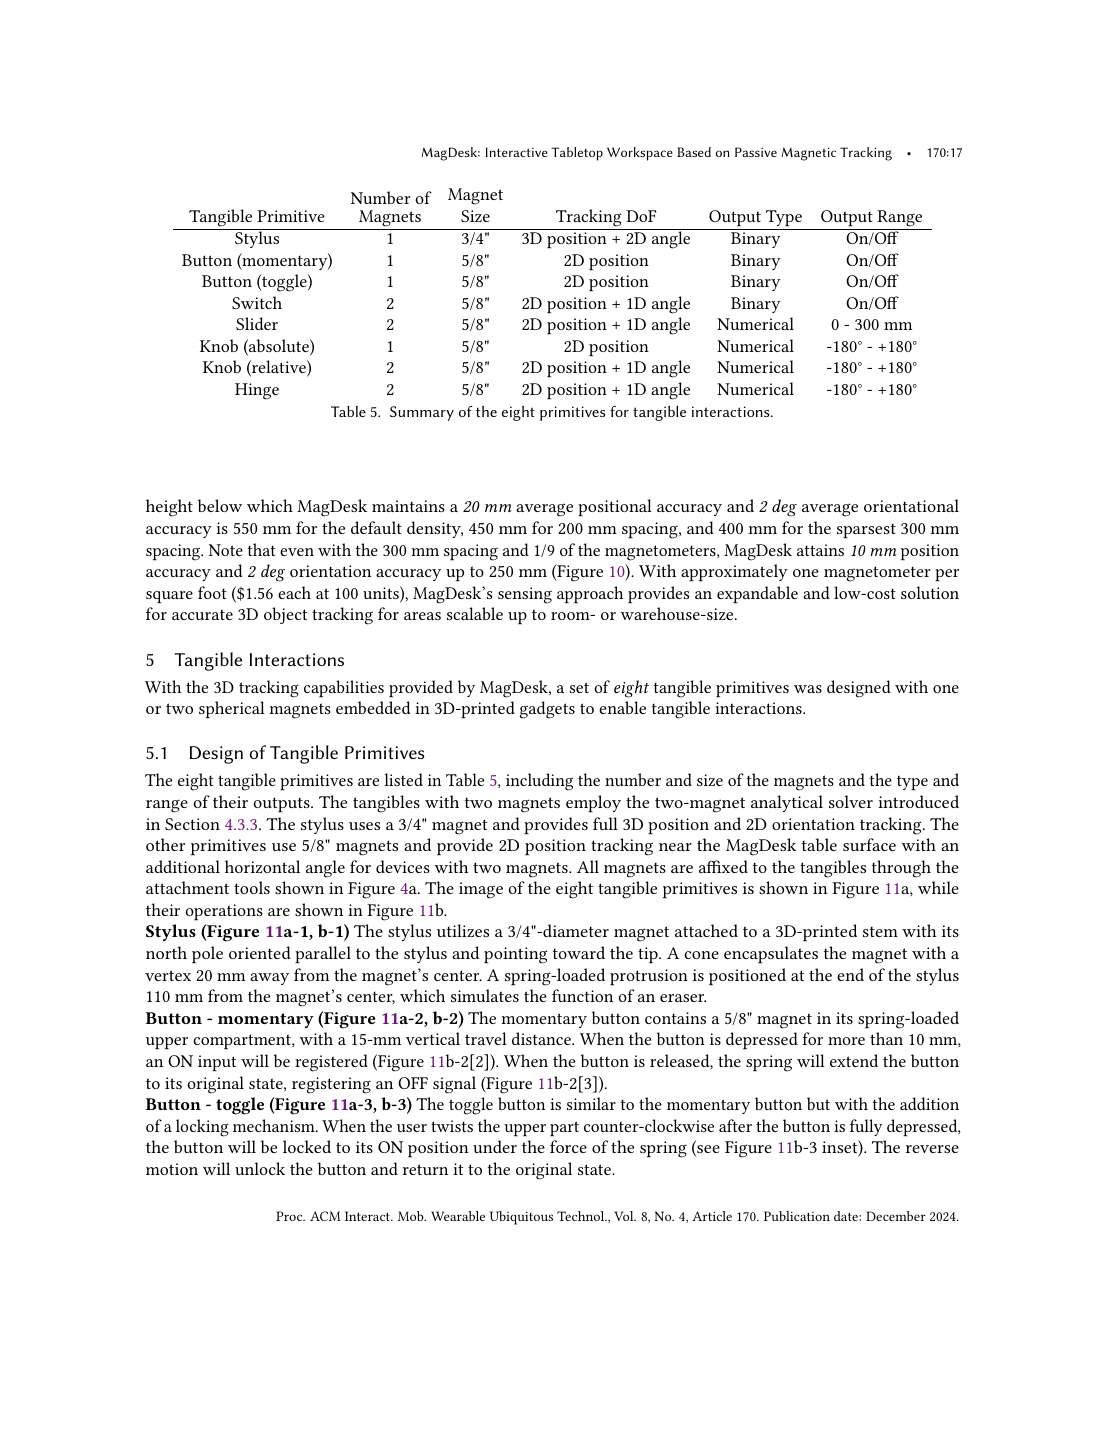 MagDesk: Interactive Tabletop Workspace Based on Passive Magnetic Tracking • 170:17
Tangible Primitive Number of Magnets Magnet Size Tracking DoF Output Type Output Range
Stylus 1 3/4" 3D position + 2D angle Binary On/Off
Button (momentary) 1 5/8" 2D position Binary On/Off
Button (toggle) 1 5/8" 2D position Binary On/Off
Switch 2 5/8" 2D position + 1D angle Binary On/Off
Slider 2 5/8" 2D position + 1D angle Numerical 0 - 300 mm
Knob (absolute) 1 5/8" 2D position Numerical -180° - +180°
Knob (relative) 2 5/8" 2D position + 1D angle Numerical -180° - +180°
Hinge 2 5/8" 2D position + 1D angle Numerical -180° - +180°
Table 5. Summary of the eight primitives for tangible interactions.
height below which MagDesk maintains a 20 mm average positional accuracy and 2 deg average orientational
accuracy is 550 mm for the default density, 450 mm for 200 mm spacing, and 400 mm for the sparsest 300 mm
spacing. Note that even with the 300 mm spacing and 1/9 of the magnetometers, MagDesk attains 10 mm position
accuracy and 2 deg orientation accuracy up to 250 mm (Figure 10). With approximately one magnetometer per
square foot ($1.56 each at 100 units), MagDesk's sensing approach provides an expandable and low-cost solution
for accurate 3D object tracking for areas scalable up to room- or warehouse-size.
5 Tangible Interactions
With the 3D tracking capabilities provided by MagDesk, a set of eight tangible primitives was designed with one
or two spherical magnets embedded in 3D-printed gadgets to enable tangible interactions.
5.1 Design of Tangible Primitives
The eight tangible primitives are listed in Table 5, including the number and size of the magnets and the type and
range of their outputs. The tangibles with two magnets employ the two-magnet analytical solver introduced
in Section 4.3.3. The stylus uses a 3/4" magnet and provides full 3D position and 2D orientation tracking. The
other primitives use 5/8" magnets and provide 2D position tracking near the MagDesk table surface with an
additional horizontal angle for devices with two magnets. All magnets are affixed to the tangibles through the
attachment tools shown in Figure 4a. The image of the eight tangible primitives is shown in Figure 11a, while
their operations are shown in Figure 11b.
Stylus (Figure 11a-1, b-1) The stylus utilizes a 3/4"-diameter magnet attached to a 3D-printed stem with its
north pole oriented parallel to the stylus and pointing toward the tip. A cone encapsulates the magnet with a
vertex 20 mm away from the magnet's center. A spring-loaded protrusion is positioned at the end of the stylus
110 mm from the magnet's center, which simulates the function of an eraser.
Button - momentary (Figure 11a-2, b-2) The momentary button contains a 5/8" magnet in its spring-loaded
upper compartment, with a 15-mm vertical travel distance. When the button is depressed for more than 10 mm,
an ON input will be registered (Figure 11b-2[2]). When the button is released, the spring will extend the button
to its original state, registering an OFF signal (Figure 11b-2[3]).
Button - toggle (Figure 11a-3, b-3) The toggle button is similar to the momentary button but with the addition
of a locking mechanism. When the user twists the upper part counter-clockwise after the button is fully depressed,
the button will be locked to its ON position under the force of the spring (see Figure 11b-3 inset). The reverse
motion will unlock the button and return it to the original state.
Proc. ACM Interact. Mob. Wearable Ubiquitous Technol., Vol. 8, No. 4, Article 170. Publication date: December 2024.